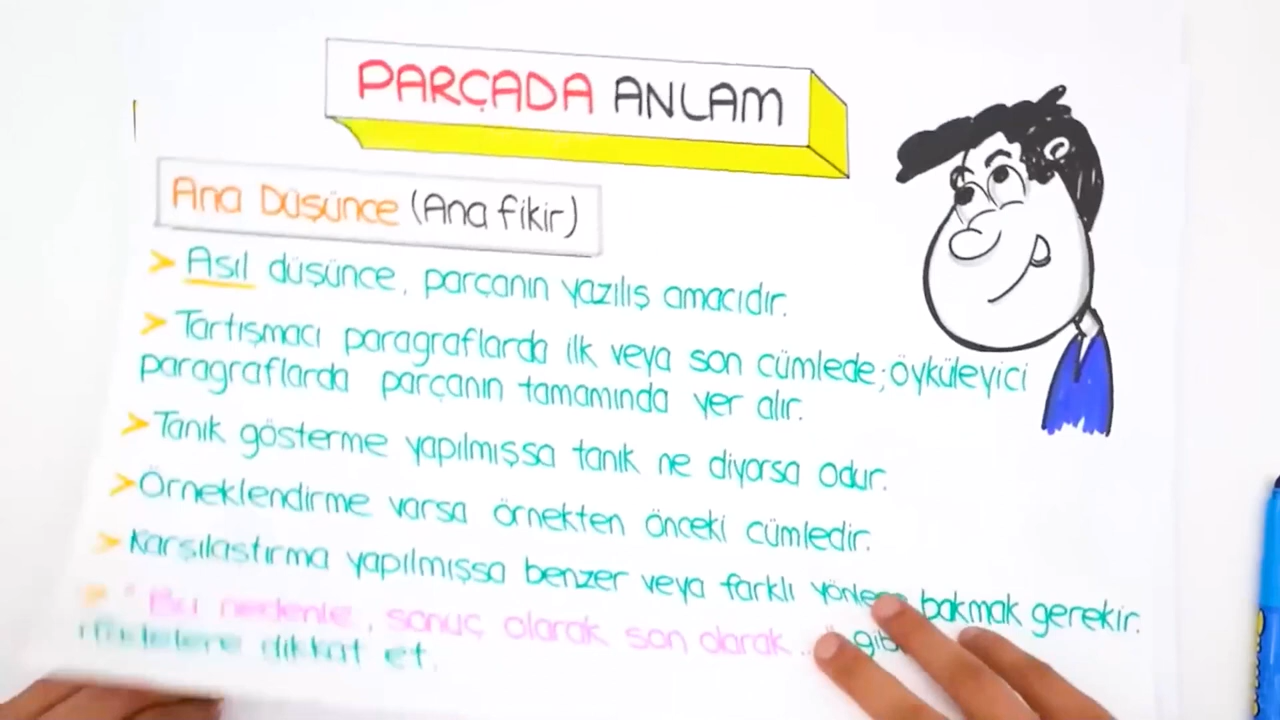 PARÇADA ANLAM
Ana Düşünce (Ana fikir)
> Asıl düşünce, parçanın yazılış amacıdır.
> Tartışmacı paragraflarda ilk veya son cümlede; öyküleyici
paragraflarda parçanın tamamında yer alır.
> Tanık gösterme yapılmışsa tanık ne diyorsa odur.
> Örneklendirme varsa örnekten önceki cümledir.
> Karşılaştırma yapılmışsa benzer veya farklı bakmak gerekir.
> " nedenle, sonuç olarak son olarak ..."
ifadelere dikkat et.